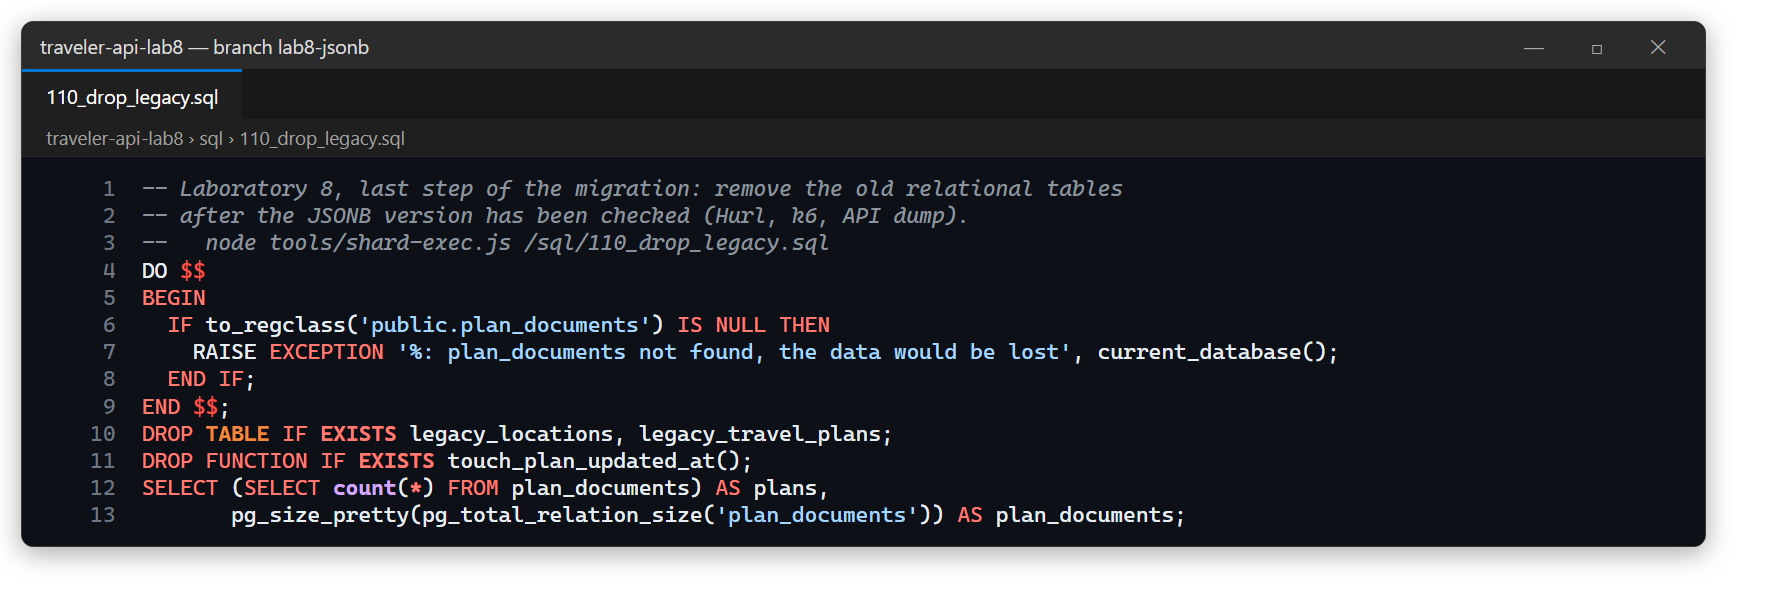 traveler-api-lab8 — branch lab8-jsonb
110_drop_legacy.sql
traveler-api-lab8 › sql › 110_drop_legacy.sql
1 -- Laboratory 8, last step of the migration: remove the old relational tables
2 -- after the JSONB version has been checked (Hurl, k6, API dump).
3 --   node tools/shard-exec.js /sql/110_drop_legacy.sql
4 DO $$
5 BEGIN
6   IF to_regclass('public.plan_documents') IS NULL THEN
7     RAISE EXCEPTION '%: plan_documents not found, the data would be lost', current_database();
8   END IF;
9 END $$;
10 DROP TABLE IF EXISTS legacy_locations, legacy_travel_plans;
11 DROP FUNCTION IF EXISTS touch_plan_updated_at();
12 SELECT (SELECT count(*) FROM plan_documents) AS plans,
13        pg_size_pretty(pg_total_relation_size('plan_documents')) AS plan_documents;